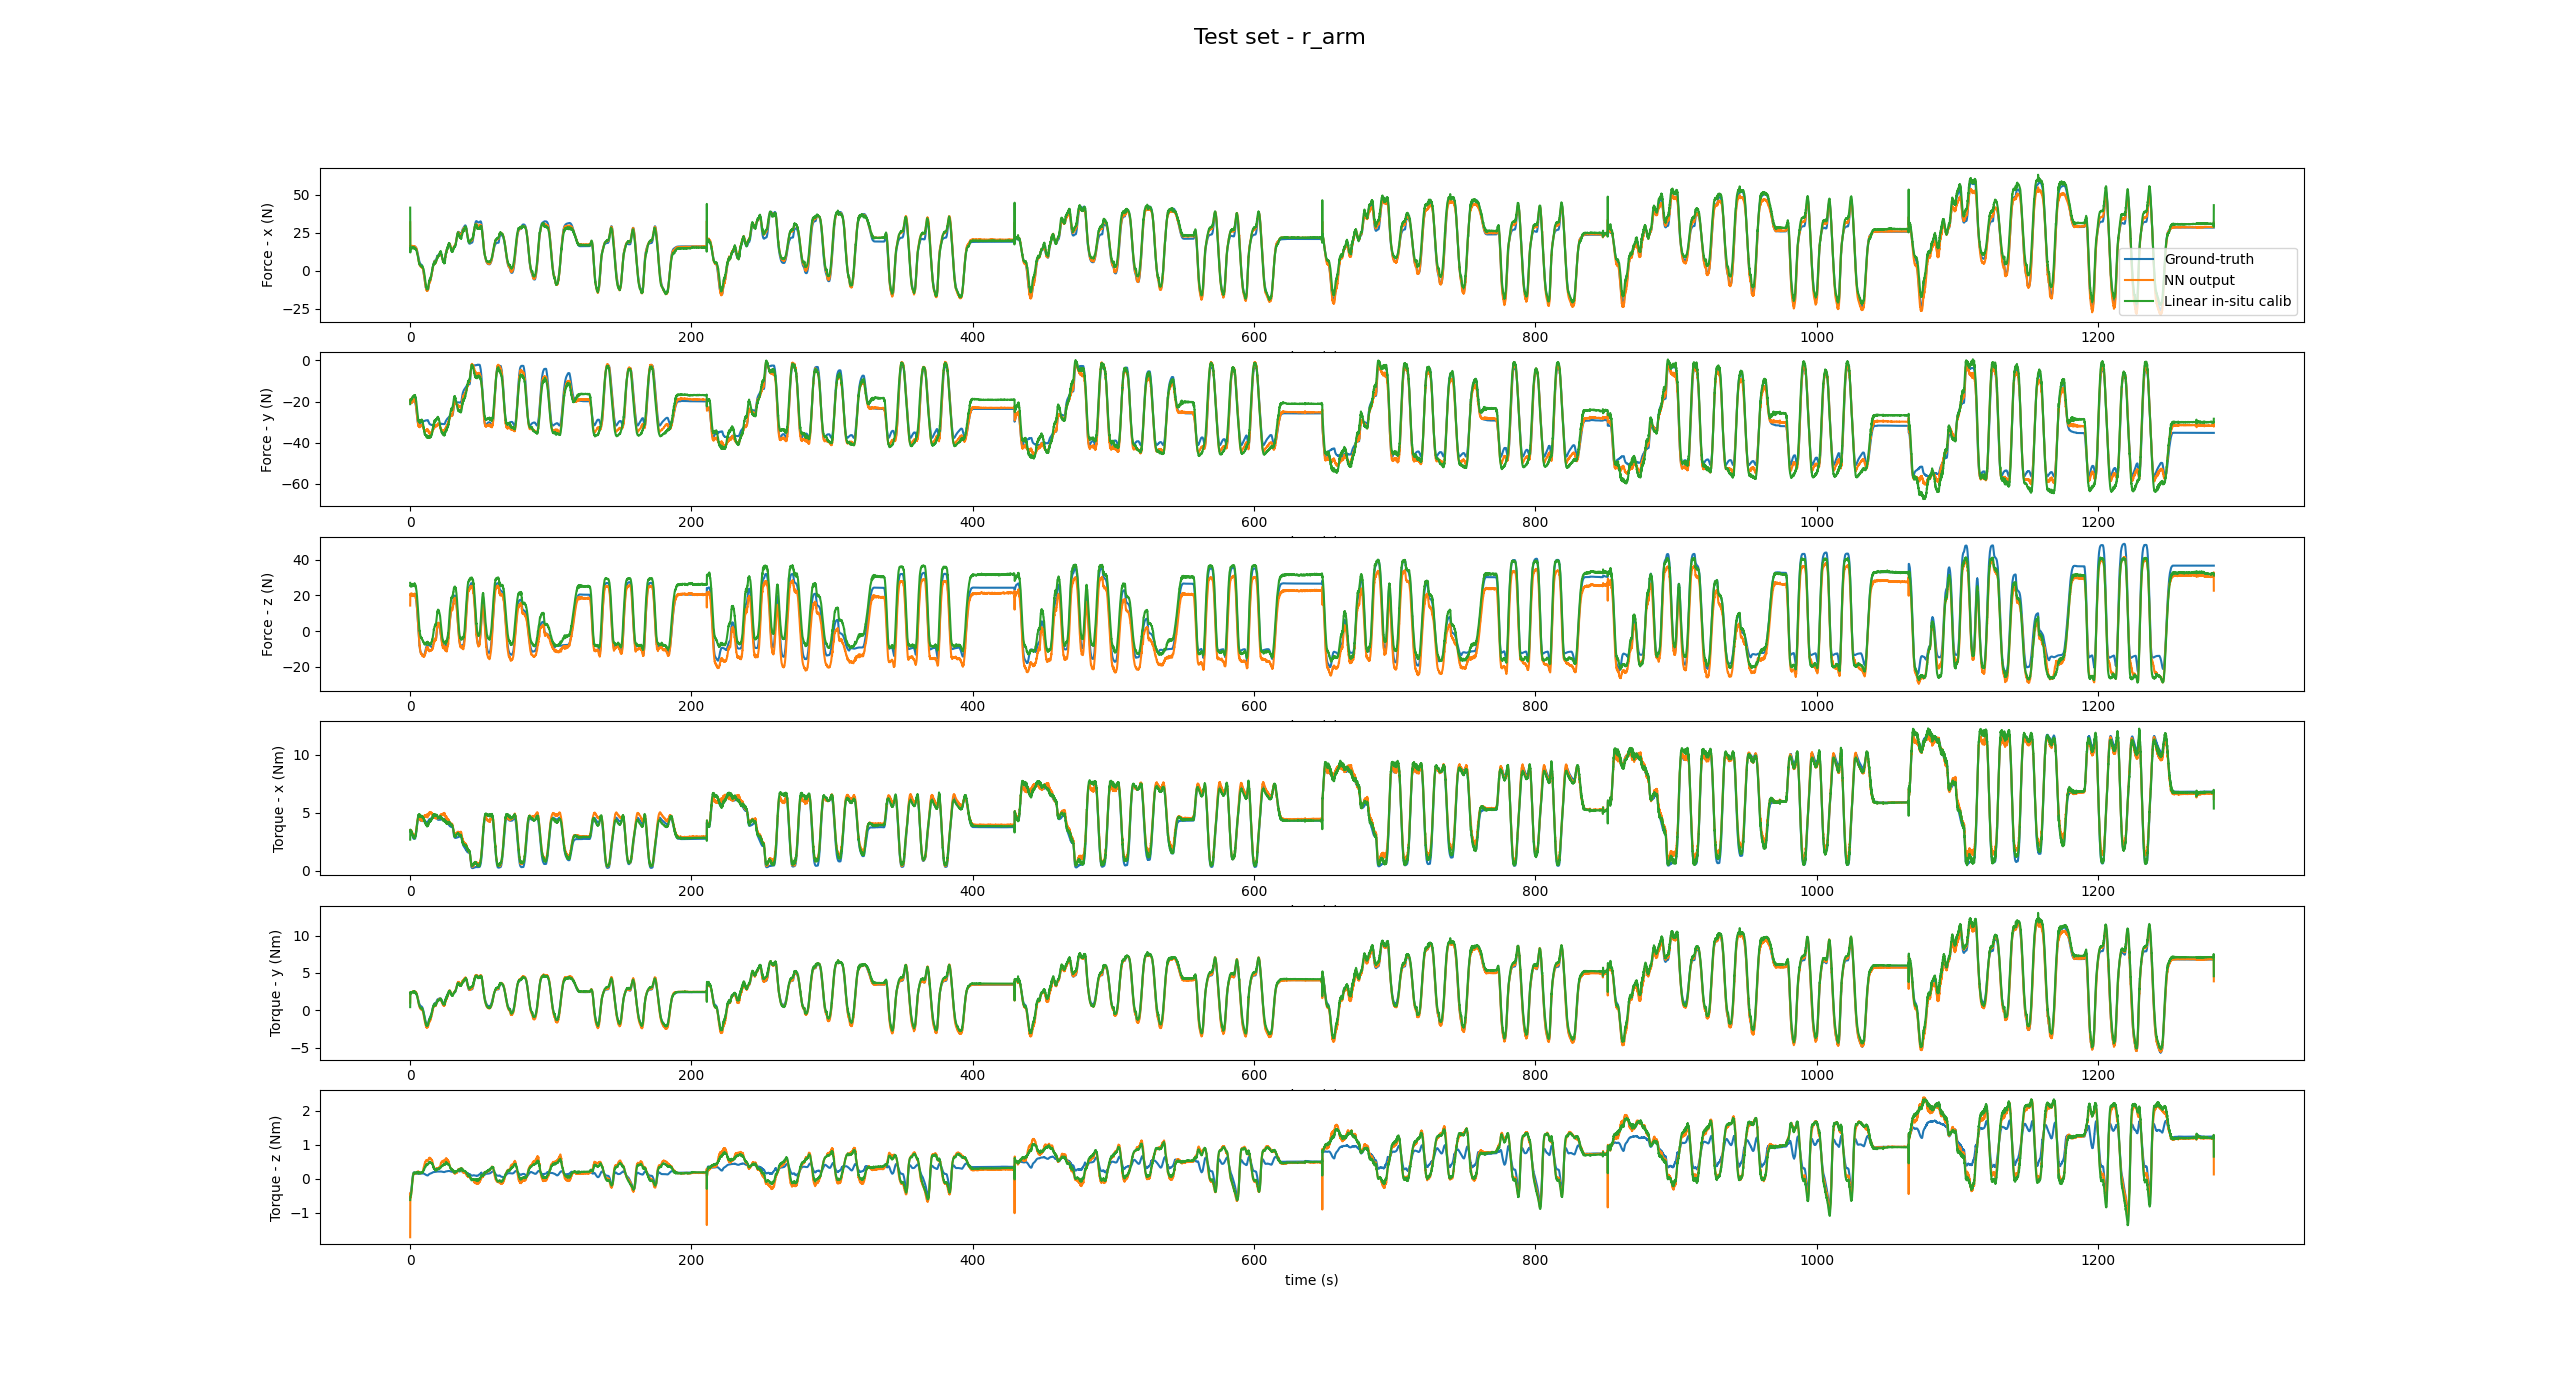 Test set - r_arm
Force - x (N)
50
25
0
−25
0 200 400 600 800 1000 1200
Ground-truth
NN output
Linear in-situ calib
Force - y (N)
0
−20
−40
−60
0 200 400 600 800 1000 1200
Force - z (N)
40
20
0
−20
0 200 400 600 800 1000 1200
Torque - x (Nm)
10
5
0
0 200 400 600 800 1000 1200
Torque - y (Nm)
10
5
0
−5
0 200 400 600 800 1000 1200
Torque - z (Nm)
2
1
0
−1
0 200 400 600 800 1000 1200
time (s)